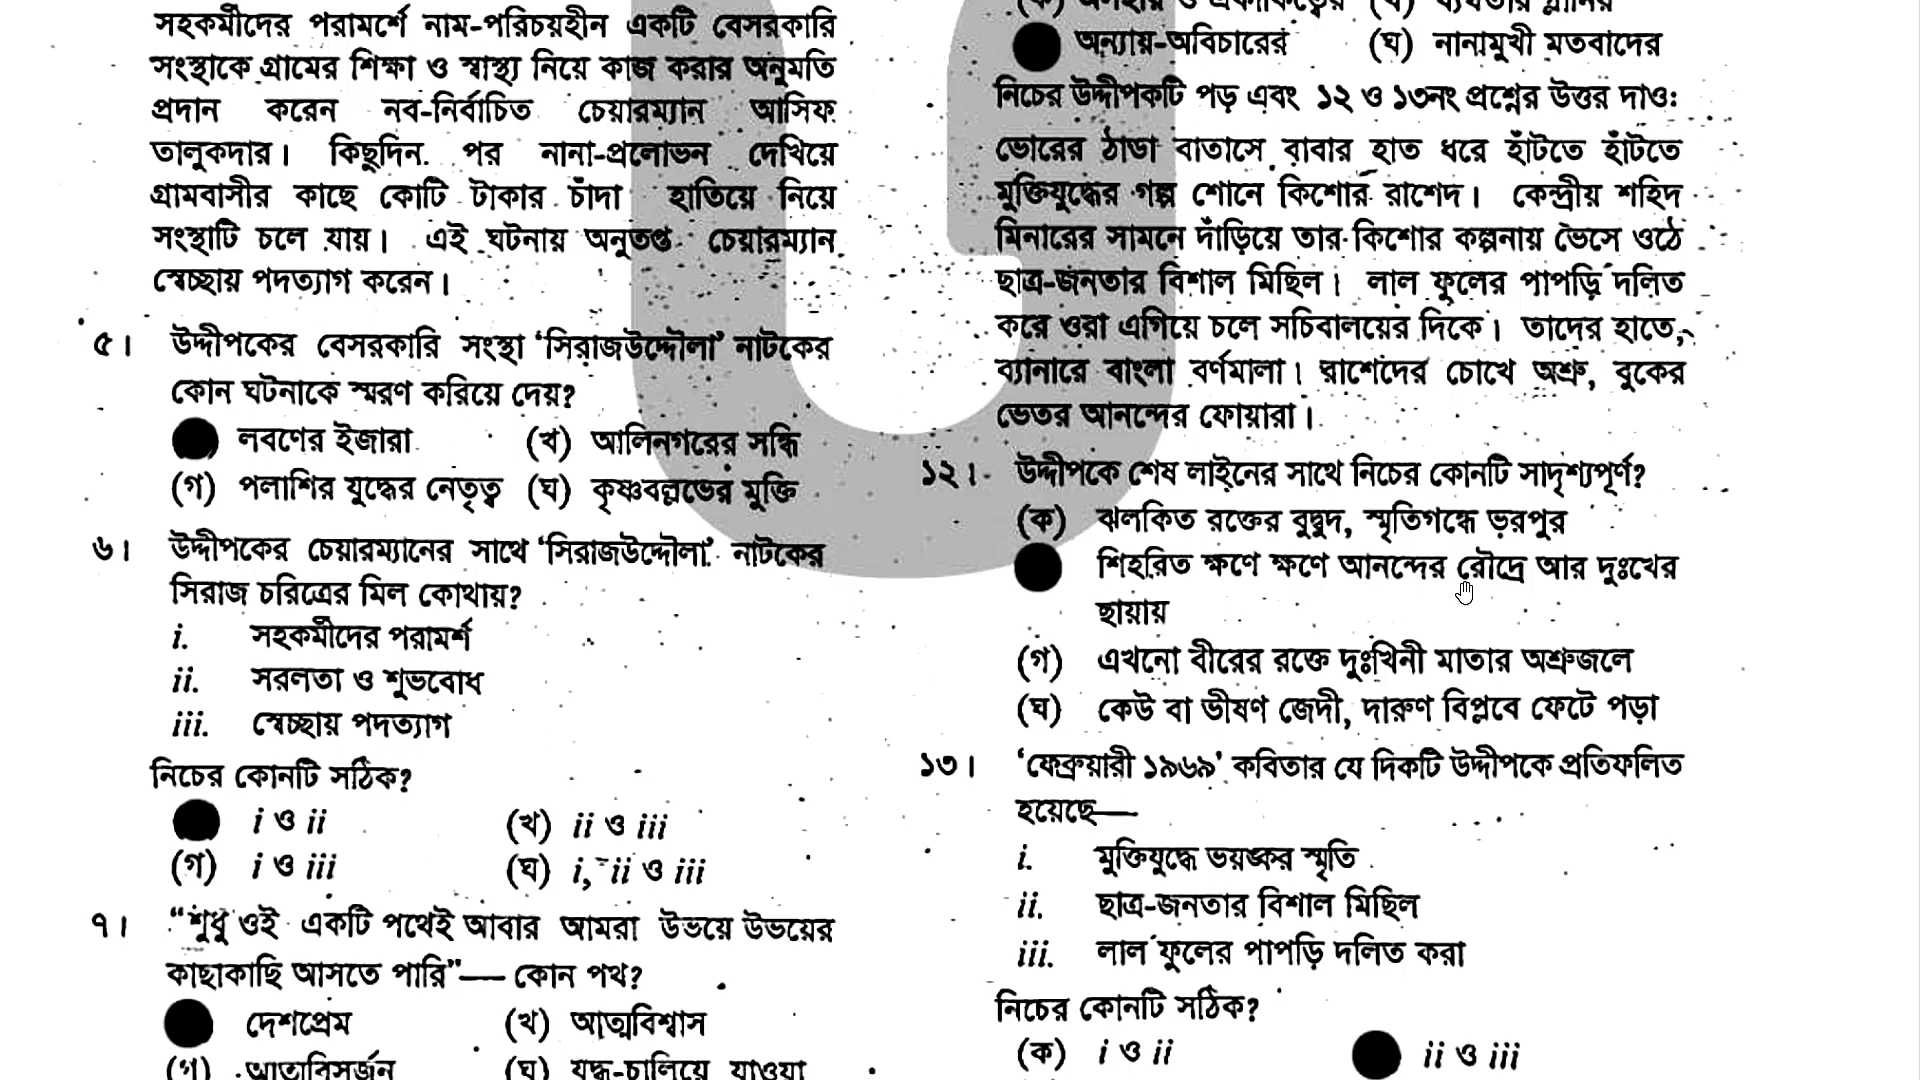 সহকর্মীদের পরামর্শে নাম-পরিচয়হীন একটি বেসরকারি
সংস্থাকে গ্রামের শিক্ষা ও স্বাস্থ্য নিয়ে কাজ করার অনুমতি
প্রদান করেন নব-নির্বাচিত চেয়ারম্যান আসিফ
তালুকদার। কিছুদিন পর নানা-প্রলোভন দেখিয়ে
গ্রামবাসীর কাছে কোটি টাকার চাঁদা হাতিয়ে নিয়ে
সংস্থাটি চলে যায়। এই ঘটনায় অনুতপ্ত চেয়ারম্যান
স্বেচ্ছায় পদত্যাগ করেন।
৫। উদ্দীপকের বেসরকারি সংস্থা ‘সিরাজউদ্দৌলা’ নাটকের
কোন ঘটনাকে স্মরণ করিয়ে দেয়?
লবণের ইজারা (খ) আলিনগরের সন্ধি
(গ) পলাশির যুদ্ধের নেতৃত্ব (ঘ) কৃষ্ণবল্লভের মুক্তি
৬। উদ্দীপকের চেয়ারম্যানের সাথে ‘সিরাজউদ্দৌলা’ নাটকের
সিরাজ চরিত্রের মিল কোথায়?
i. সহকর্মীদের পরামর্শ
ii. সরলতা ও শুভবোধ
iii. স্বেচ্ছায় পদত্যাগ
নিচের কোনটি সঠিক?
i ও ii (খ) ii ও iii
(গ) i ও iii (ঘ) i, ii ও iii
৭। “শুধু ওই একটি পথেই আবার আমরা উভয়ে উভয়ের
কাছাকাছি আসতে পারি”— কোন পথ?
দেশপ্রেম (খ) আত্মবিশ্বাস
(গ) আত্মবিসর্জন (ঘ) যুদ্ধ-চালিয়ে যাওয়া
অন্যায়-অবিচারের (ঘ) নানামুখী মতবাদের
নিচের উদ্দীপকটি পড় এবং ১২ ও ১৩নং প্রশ্নের উত্তর দাও:
ভোরের ঠাণ্ডা বাতাসে বাবার হাত ধরে হাঁটতে হাঁটতে
মুক্তিযুদ্ধের গল্প শোনে কিশোর রাশেদ। কেন্দ্রীয় শহিদ
মিনারের সামনে দাঁড়িয়ে তার কিশোর কল্পনায় ভেসে ওঠে
ছাত্র-জনতার বিশাল মিছিল। লাল ফুলের পাপড়ি দলিত
করে ওরা এগিয়ে চলে সচিবালয়ের দিকে। তাদের হাতে,
ব্যানারে বাংলা বর্ণমালা। রাশেদের চোখে অশ্রু, বুকের
ভেতর আনন্দের ফোয়ারা।
১২। উদ্দীপকে শেষ লাইনের সাথে নিচের কোনটি সাদৃশ্যপূর্ণ?
(ক) ঝলকিত রক্তের বুদ্বুদ, স্মৃতিগন্ধে ভরপুর
শিহরিত ক্ষণে ক্ষণে আনন্দের রৌদ্রে আর দুঃখের
ছায়ায়
(গ) এখনো বীরের রক্তে দুঃখিনী মাতার অশ্রুজলে
(ঘ) কেউ বা ভীষণ জেদী, দারুণ বিপ্লবে ফেটে পড়া
১৩। ‘ফেব্রুয়ারী ১৯৬৯’ কবিতার যে দিকটি উদ্দীপকে প্রতিফলিত
হয়েছে—
i. মুক্তিযুদ্ধে ভয়ঙ্কর স্মৃতি
ii. ছাত্র-জনতার বিশাল মিছিল
iii. লাল ফুলের পাপড়ি দলিত করা
নিচের কোনটি সঠিক?
(ক) i ও ii ii ও iii